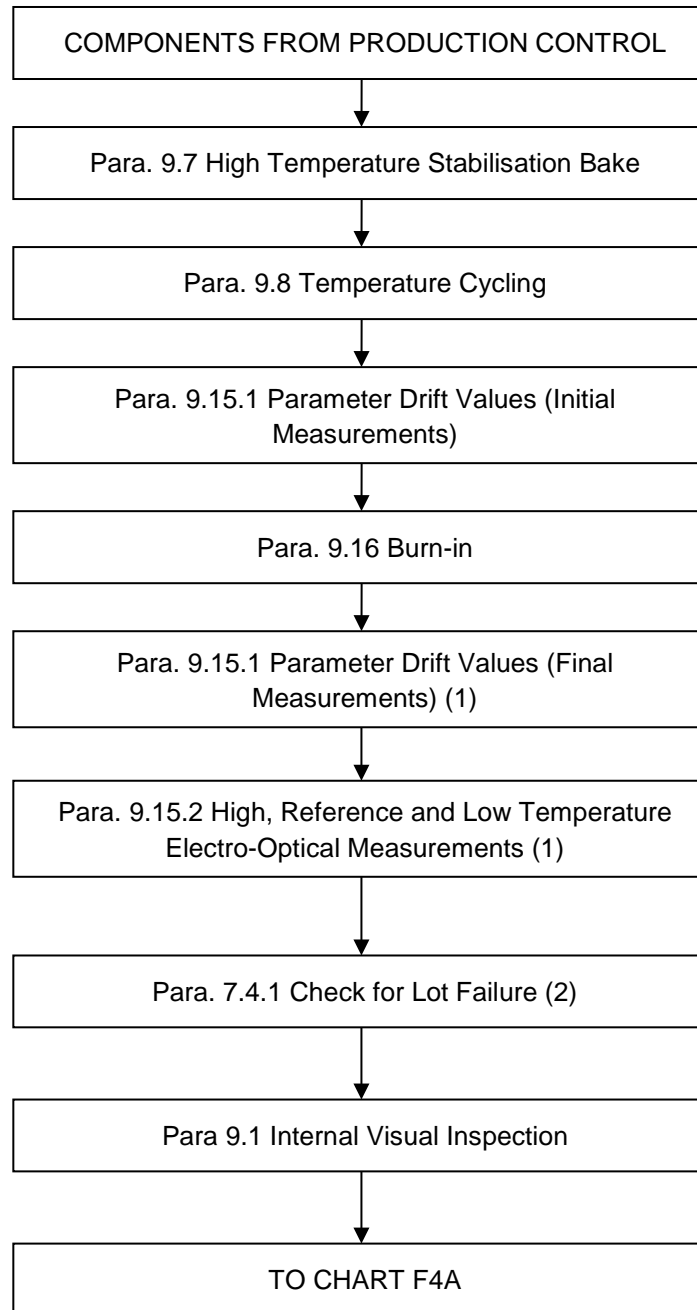 COMPONENTS FROM PRODUCTION CONTROL
Para. 9.7 High Temperature Stabilisation Bake
Para. 9.8 Temperature Cycling
Para. 9.15.1 Parameter Drift Values (Initial
Measurements)
Para. 9.16 Burn-in
Para. 9.15.1 Parameter Drift Values (Final
Measurements) (1)
Para. 9.15.2 High, Reference and Low Temperature
Electro-Optical Measurements (1)
Para. 7.4.1 Check for Lot Failure (2)
Para 9.1 Internal Visual Inspection
TO CHART F4A